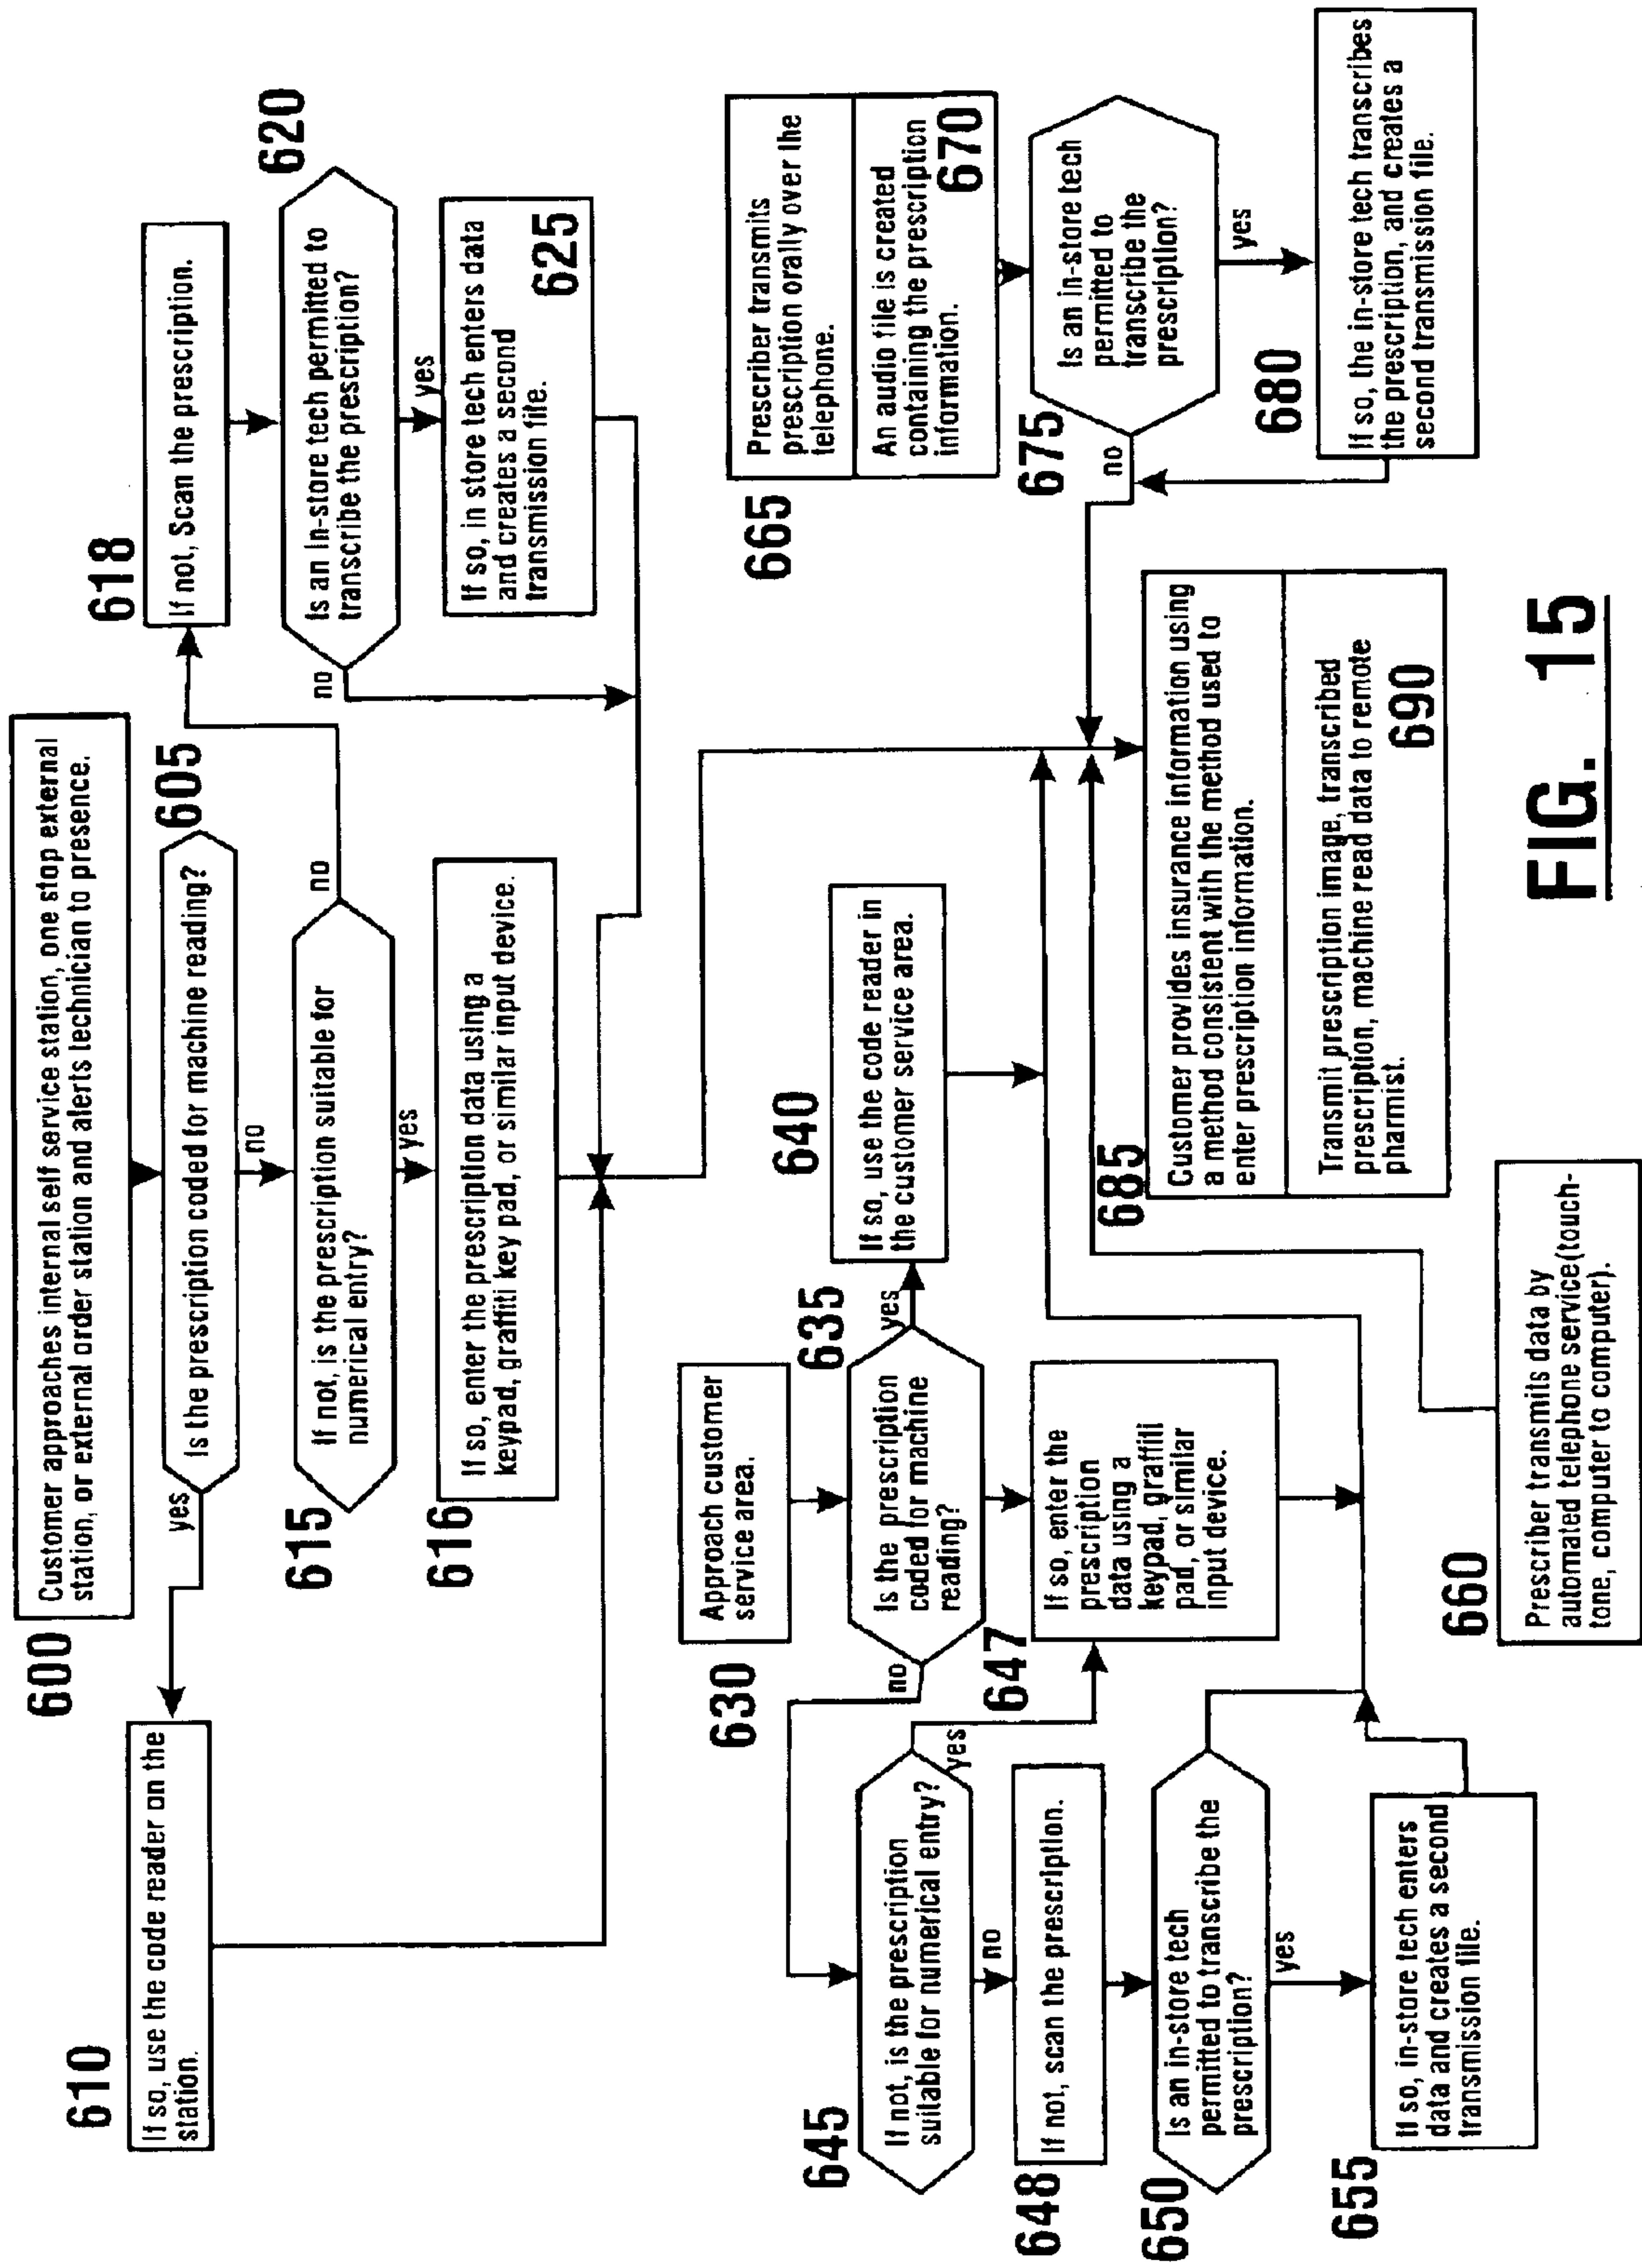 600
Customer approaches internal self service station, one stop external
station, or external order station and alerts technician to presence.
605
Is the prescription coded for machine reading?
yes
no
610
If so, use the code reader on the
station.
615
If not, is the prescription suitable for
numerical entry?
no
yes
616
If so, enter the prescription data using a
keypad, graffiti key pad, or similar input device.
618
If not, Scan the prescription.
620
Is an in-store tech permitted to
transcribe the prescription?
no
yes
If so, in store tech enters data
and creates a second
transmission file.
625
630
Approach customer
service area.
635
Is the prescription
coded for machine
reading?
yes
no
640
If so, use the code reader in
the customer service area.
645
If not, is the prescription
suitable for numerical entry?
yes
no
647
If so, enter the
prescription
data using a
keypad, graffiti
pad, or similar
input device.
648
If not, scan the prescription.
650
Is an in-store tech
permitted to transcribe the
prescription?
yes
655
If so, in-store tech enters
data and creates a second
transmission file.
660
Prescriber transmits data by
automated telephone service(touch-
tone, computer to computer).
665
Prescriber transmits
prescription orally over the
telephone.
An audio file is created
containing the prescription
information.
670
675
Is an in-store tech
permitted to
transcribe the
prescription?
no
yes
680
If so, the in-store tech transcribes
the prescription, and creates a
second transmission file.
685
Customer provides insurance information using
a method consistent with the method used to
enter prescription information.
Transmit prescription image, transcribed
prescription, machine read data to remote
pharmist.
690
FIG. 15